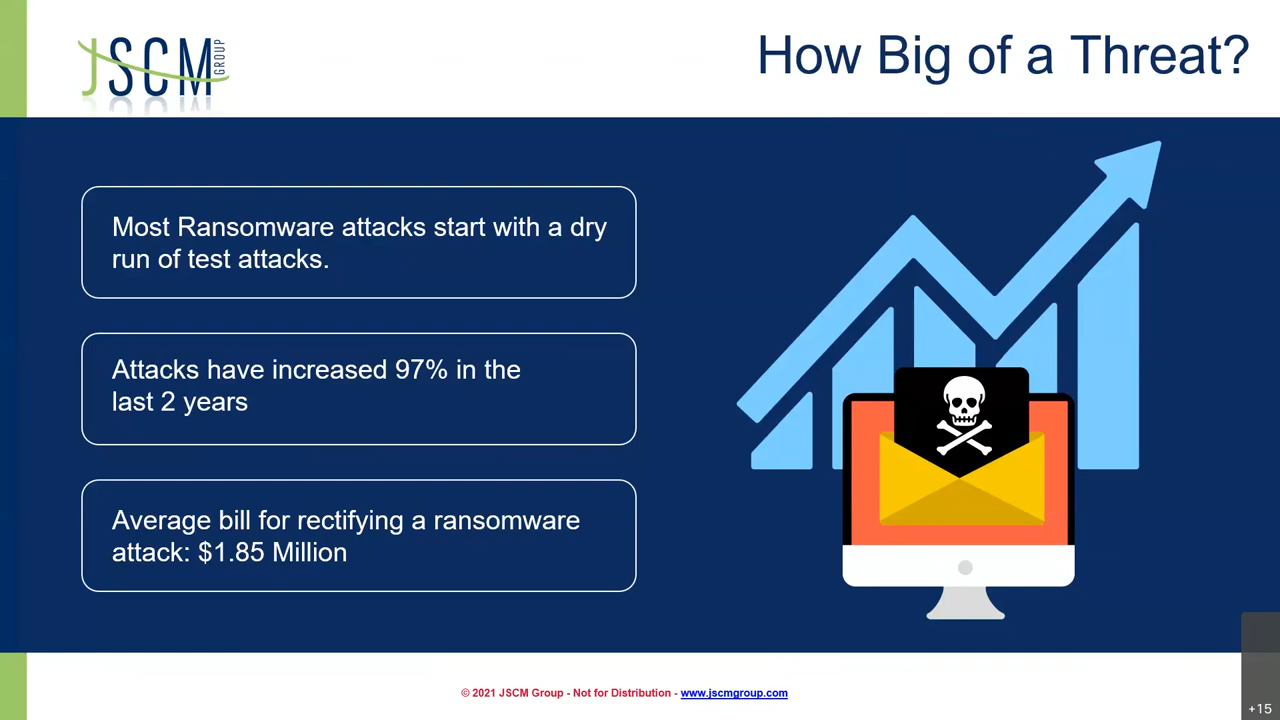 JSCM GROUP
How Big of a Threat?
Most Ransomware attacks start with a dry
run of test attacks.
Attacks have increased 97% in the
last 2 years
Average bill for rectifying a ransomware
attack: $1.85 Million
© 2021 JSCM Group - Not for Distribution - www.jscmgroup.com
+15